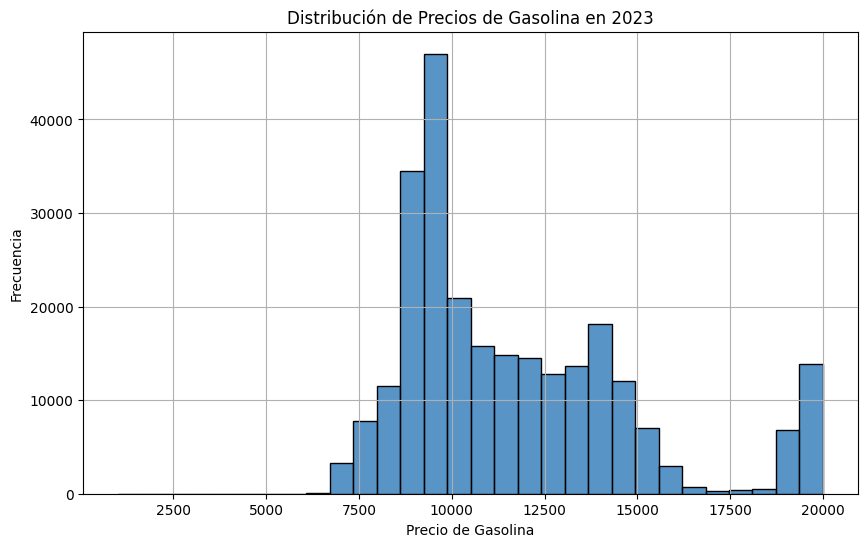 Distribución de Precios de Gasolina en 2023
Frecuencia
40000
30000
20000
10000
0
2500 5000 7500 10000 12500 15000 17500 20000
Precio de Gasolina